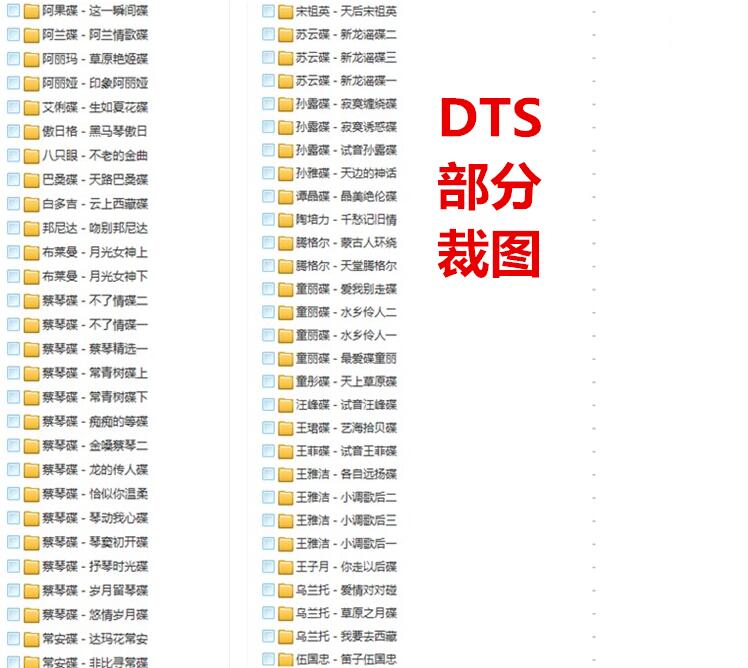 阿果碟 - 这一瞬间碟
阿兰碟 - 阿兰情歌碟
阿丽玛 - 草原艳姬碟
阿丽娅 - 印象阿丽娅
艾俐碟 - 生如夏花碟
傲日格 - 黑马琴傲日
八只眼 - 不老的金曲
巴桑碟 - 天路巴桑碟
白多吉 - 云上西藏碟
邦尼达 - 吻别邦尼达
布莱曼 - 月光女神上
布莱曼 - 月光女神下
蔡琴碟 - 不了情碟二
蔡琴碟 - 不了情碟一
蔡琴碟 - 蔡琴精选一
蔡琴碟 - 常青树碟上
蔡琴碟 - 常青树碟下
蔡琴碟 - 痴痴的等碟
蔡琴碟 - 金嗓蔡琴二
蔡琴碟 - 龙的传人碟
蔡琴碟 - 恰似你温柔
蔡琴碟 - 琴动我心碟
蔡琴碟 - 琴窦初开碟
蔡琴碟 - 抒琴时光碟
蔡琴碟 - 岁月留琴碟
蔡琴碟 - 悠情岁月碟
常安碟 - 达玛花常安
常安碟 - 非比寻常碟
宋祖英 - 天后宋祖英
苏云碟 - 新龙谣碟二
苏云碟 - 新龙谣碟三
苏云碟 - 新龙谣碟一
孙露碟 - 寂寞缠绕碟
孙露碟 - 寂寞诱惑碟
孙露碟 - 试音孙露碟
孙雅碟 - 天边的神话
谭晶碟 - 晶美绝伦碟
陶培力 - 千愁记旧情
腾格尔 - 蒙古人环绕
腾格尔 - 天堂腾格尔
童丽碟 - 爱我别走碟
童丽碟 - 水乡伶人二
童丽碟 - 水乡伶人一
童丽碟 - 最爱碟童丽
童彤碟 - 天上草原碟
汪峰碟 - 试音汪峰碟
王珺碟 - 艺海拾贝碟
王菲碟 - 试音王菲碟
王雅洁 - 各自远扬碟
王雅洁 - 小调歌后二
王雅洁 - 小调歌后三
王雅洁 - 小调歌后一
王子月 - 你走以后碟
乌兰托 - 爱情对对碰
乌兰托 - 草原之月碟
乌兰托 - 我要去西藏
伍国忠 - 笛子伍国忠
DTS
部分
裁图